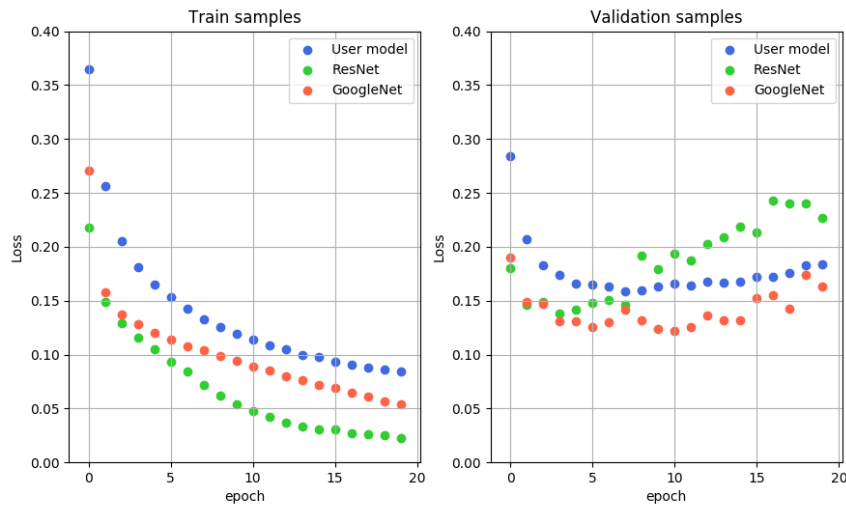 Train samples
0.40
0.35
0.30
0.25
0.20
0.15
0.10
0.05
0.00
Loss
User model
ResNet
GoogleNet
0
5
10
15
20
epoch
Validation samples
0.40
0.35
0.30
0.25
0.20
0.15
0.10
0.05
0.00
Loss
User model
ResNet
GoogleNet
0
5
10
15
20
epoch